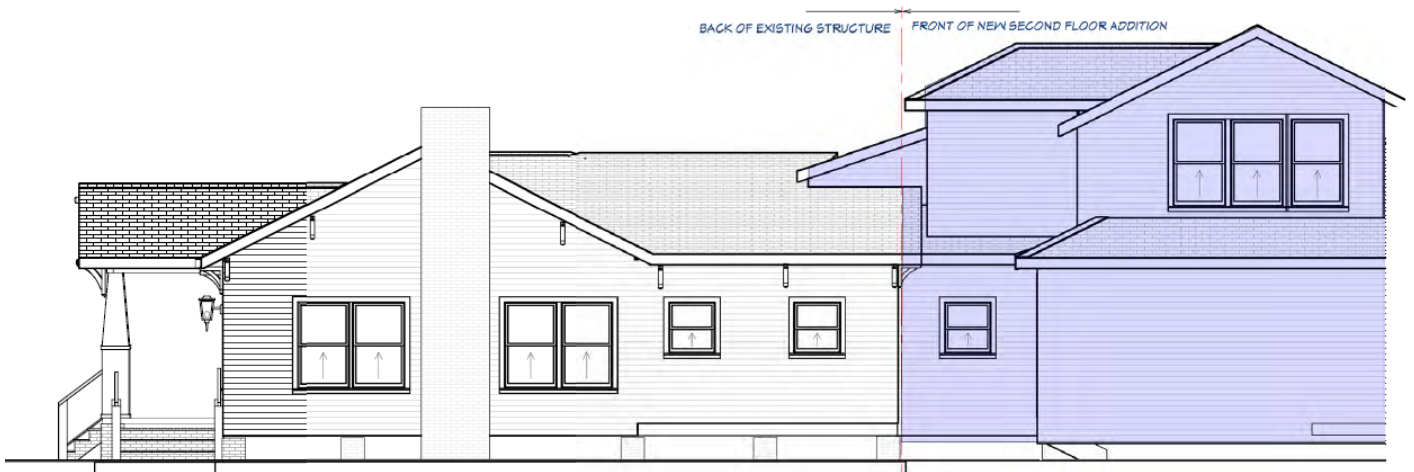 BACK OF EXISTING STRUCTURE
FRONT OF NEW SECOND FLOOR ADDITION